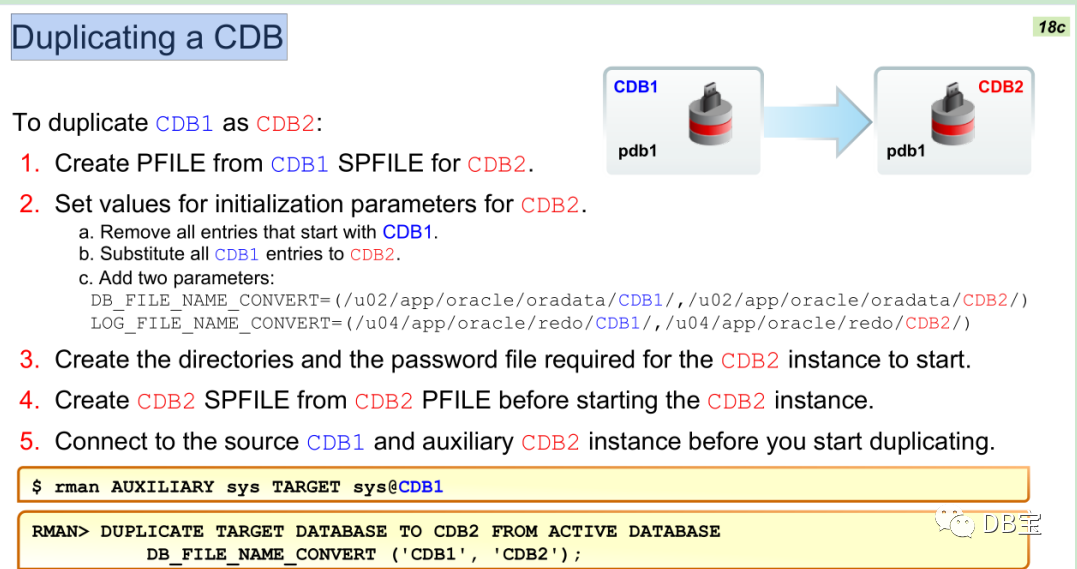 Duplicating a CDB
18c
CDB1
CDB2
pdb1
pdb1
To duplicate CDB1 as CDB2:
1. Create PFILE from CDB1 SPFILE for CDB2.
2. Set values for initialization parameters for CDB2.
a. Remove all entries that start with CDB1.
b. Substitute all CDB1 entries to CDB2.
c. Add two parameters:
DB_FILE_NAME_CONVERT=(/u02/app/oracle/oradata/CDB1/,/u02/app/oracle/oradata/CDB2/)
LOG_FILE_NAME_CONVERT=(/u04/app/oracle/redo/CDB1/,/u04/app/oracle/redo/CDB2/)
3. Create the directories and the password file required for the CDB2 instance to start.
4. Create CDB2 SPFILE from CDB2 PFILE before starting the CDB2 instance.
5. Connect to the source CDB1 and auxiliary CDB2 instance before you start duplicating.
$ rman AUXILIARY sys TARGET sys@CDB1
RMAN> DUPLICATE TARGET DATABASE TO CDB2 FROM ACTIVE DATABASE
DB_FILE_NAME_CONVERT ('CDB1', 'CDB2');
DB宝